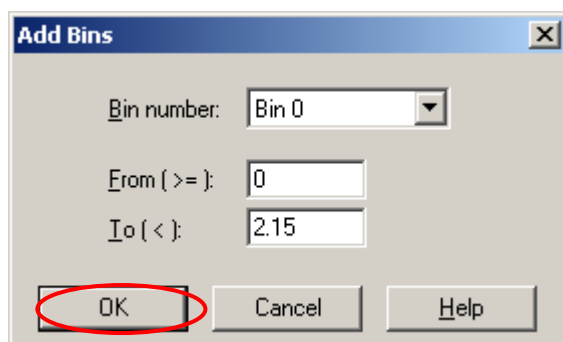 Add Bins
Bin number: Bin 0
From ( >= ): 0
To ( < ): 2.15
OK Cancel Help